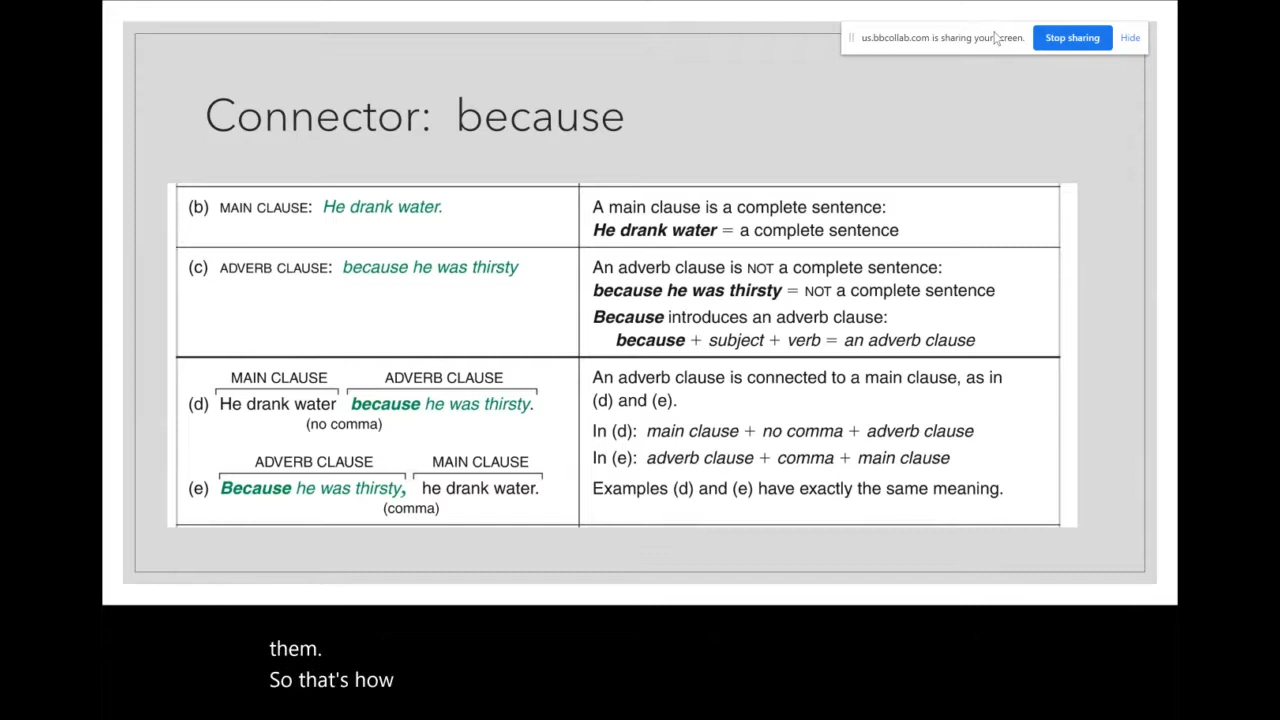 us.bbcollab.com is sharing your screen. Stop sharing Hide
Connector: because
(b) MAIN CLAUSE: He drank water.
A main clause is a complete sentence:
He drank water = a complete sentence
(c) ADVERB CLAUSE: because he was thirsty
An adverb clause is NOT a complete sentence:
because he was thirsty = NOT a complete sentence
Because introduces an adverb clause:
because + subject + verb = an adverb clause
MAIN CLAUSE ADVERB CLAUSE
(d) He drank water because he was thirsty.
(no comma)
ADVERB CLAUSE MAIN CLAUSE
(e) Because he was thirsty, he drank water.
(comma)
An adverb clause is connected to a main clause, as in
(d) and (e).
In (d): main clause + no comma + adverb clause
In (e): adverb clause + comma + main clause
Examples (d) and (e) have exactly the same meaning.
them.
So that's how